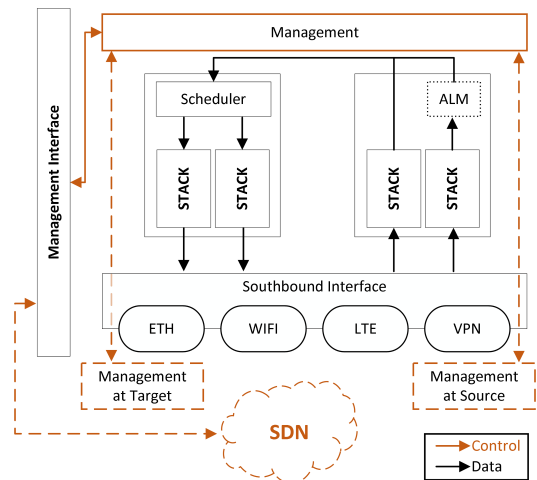 Management
Management Interface
Scheduler
ALM
STACK
STACK
STACK
STACK
Southbound Interface
ETH
WIFI
LTE
VPN
Management
at Target
Management
at Source
SDN
Control
Data